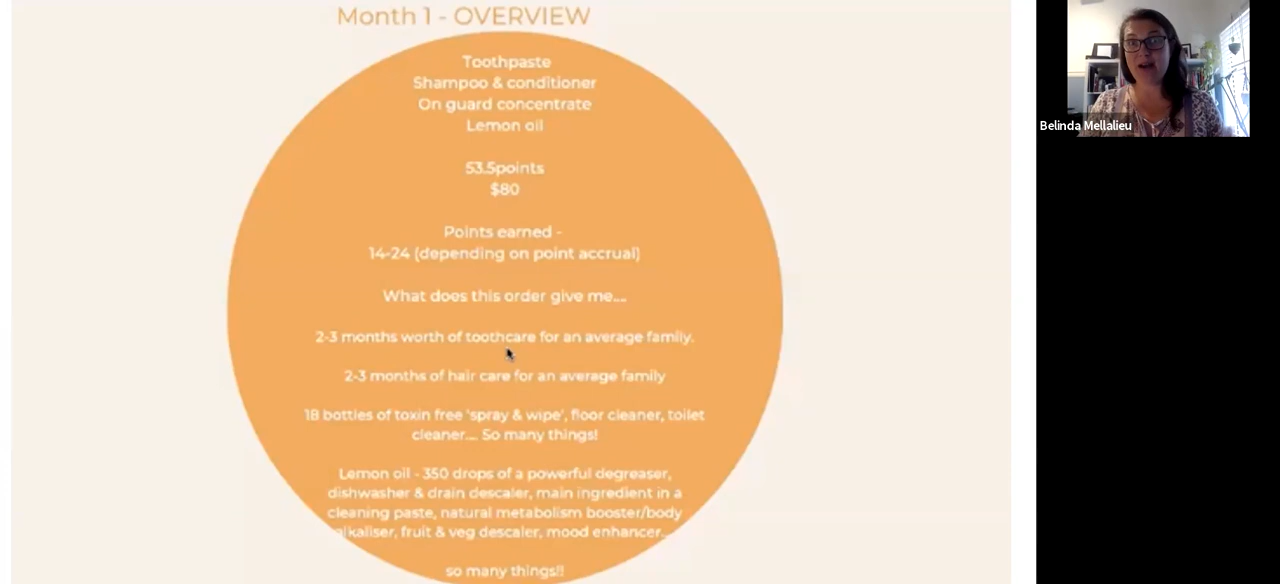 Month 1 - OVERVIEW
Toothpaste
Shampoo & conditioner
On guard concentrate
Lemon oil
53.5points
$80
Points earned -
14-24 (depending on point accrual)
What does this order give me....
2-3 months worth of toothcare for an average family.
2-3 months of hair care for an average family
18 bottles of toxin free 'spray & wipe', floor cleaner, toilet
cleaner.... So many things!
Lemon oil - 350 drops of a powerful degreaser,
dishwasher & drain descaler, main ingredient in a
cleaning paste, natural metabolism booster/body
alkaliser, fruit & veg descaler, mood enhancer....
so many things!!
Belinda Mellalieu